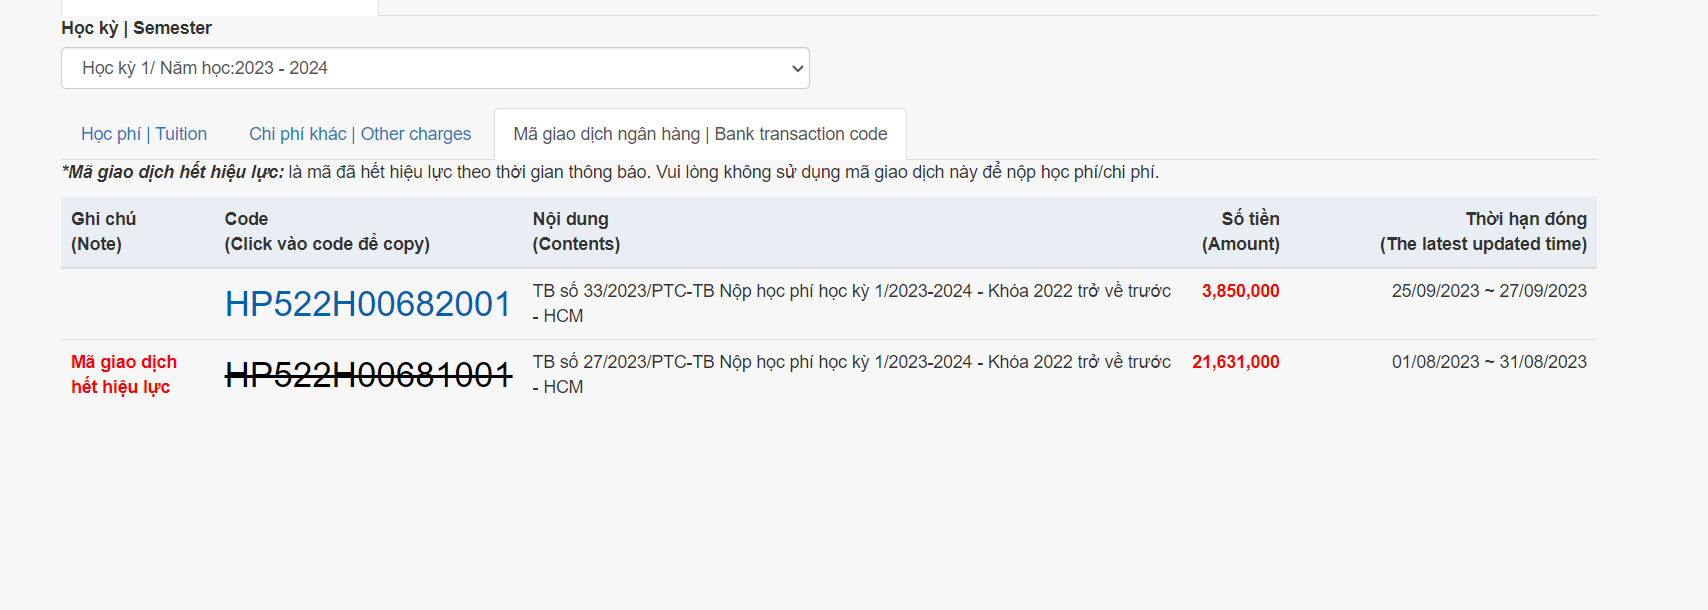 Học kỳ | Semester
Học kỳ 1/ Năm học:2023 - 2024
Học phí | Tuition Chi phí khác | Other charges Mã giao dịch ngân hàng | Bank transaction code
*Mã giao dịch hết hiệu lực: là mã đã hết hiệu lực theo thời gian thông báo. Vui lòng không sử dụng mã giao dịch này để nộp học phí/chi phí.
Ghi chú Code Nội dung Số tiền Thời hạn đóng
(Note) (Click vào code để copy) (Contents) (Amount) (The latest updated time)
HP522H00682001 TB số 33/2023/PTC-TB Nộp học phí học kỳ 1/2023-2024 - Khóa 2022 trở về trước 3,850,000 25/09/2023 ~ 27/09/2023
- HCM
Mã giao dịch HP522H00681001 TB số 27/2023/PTC-TB Nộp học phí học kỳ 1/2023-2024 - Khóa 2022 trở về trước 21,631,000 01/08/2023 ~ 31/08/2023
hết hiệu lực - HCM